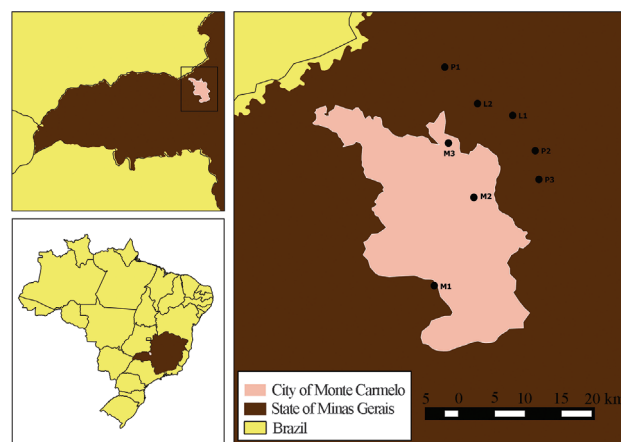 P1
L2
L1
M3
P2
P3
M2
M1
City of Monte Carmelo
State of Minas Gerais
Brazil
5 0 5 10 15 20 km